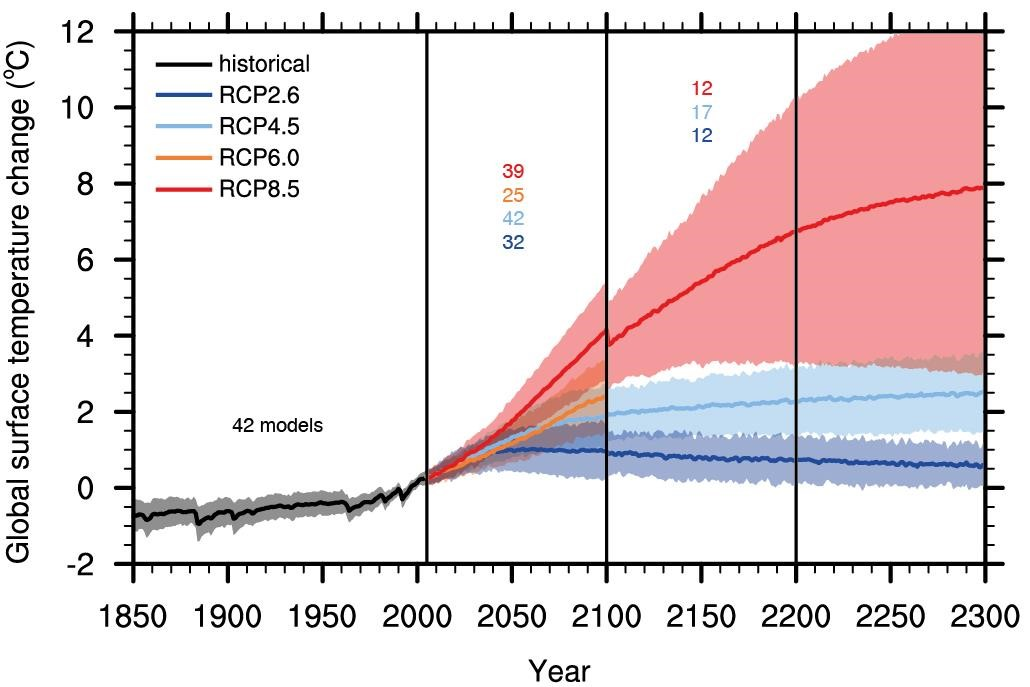 Global surface temperature change (°C)
12
10
8
6
4
2
0
-2
historical
RCP2.6
RCP4.5
RCP6.0
RCP8.5
42 models
39
25
42
32
12
17
12
1850 1900 1950 2000 2050 2100 2150 2200 2250 2300
Year